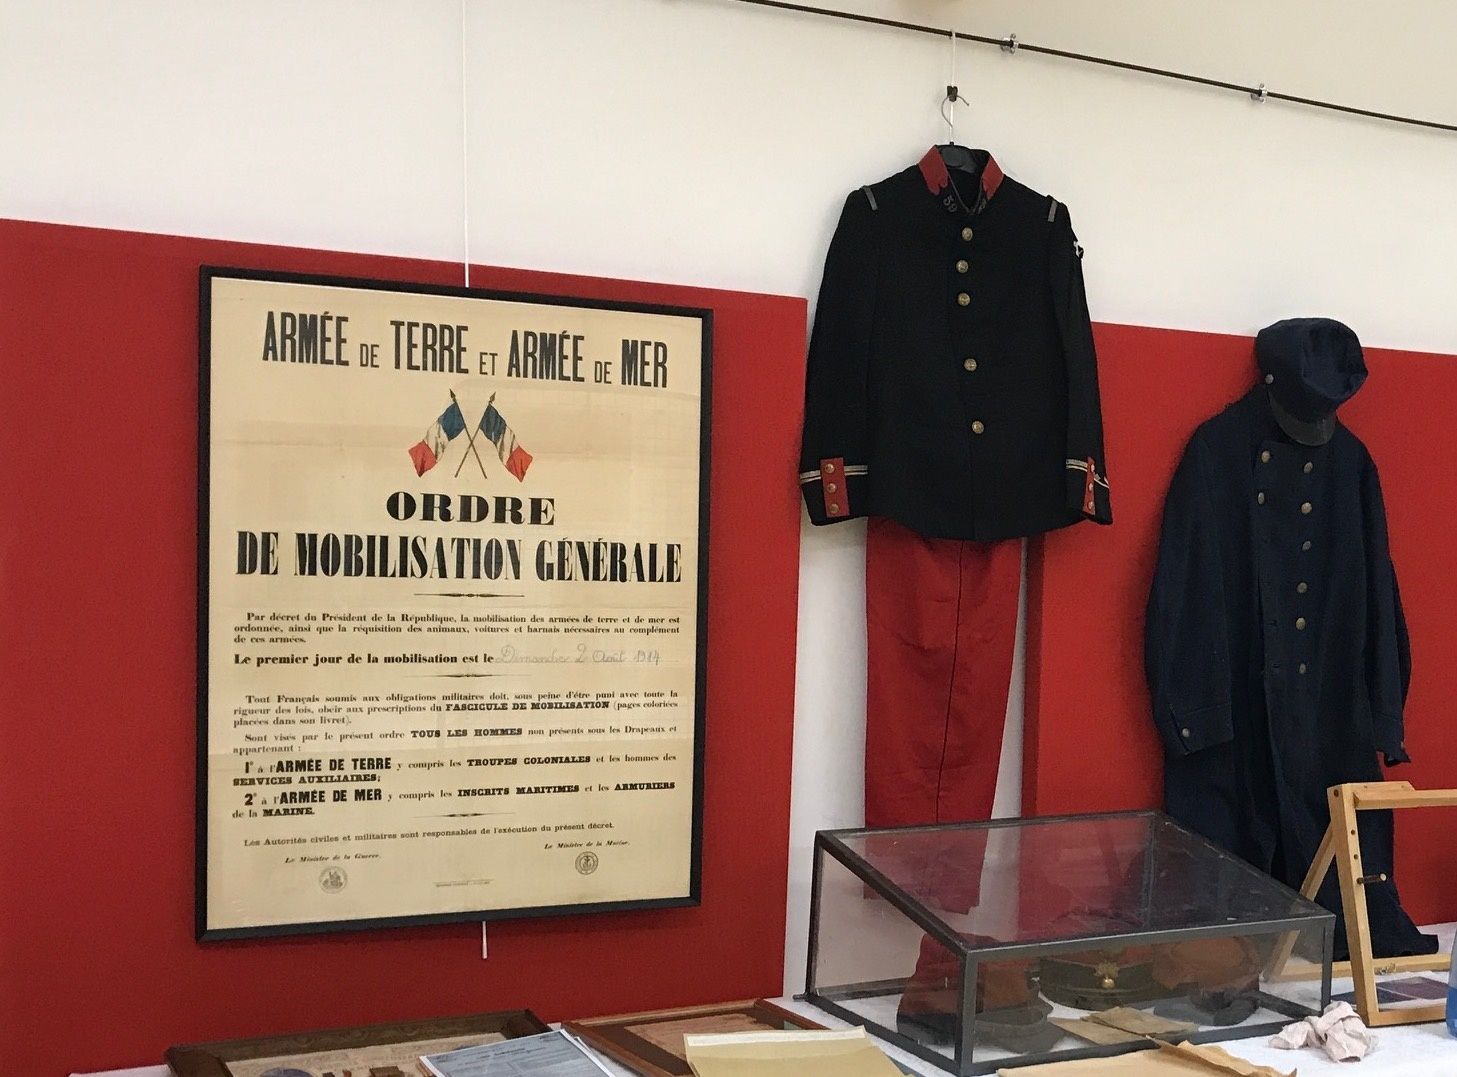 ARMÉE DE TERRE ET ARMÉE DE MER
ORDRE
DE MOBILISATION GÉNÉRALE
Par décret du Président de la République, la mobilisation des armées de terre et de mer est
ordonnée, ainsi que la réquisition des animaux, voitures et harnais nécessaires au complément
de ces armées.
Le premier jour de la mobilisation est le Dimanche 2 Août 1914
Tout Français soumis aux obligations militaires doit, sous peine d'être puni avec toute la
rigueur des lois, obéir aux prescriptions du FASCICULE DE MOBILISATION (pages coloriées
placées dans son livret).
Sont visés par le présent ordre TOUS LES HOMMES non présents sous les Drapeaux et
appartenant :
1° à l'ARMÉE DE TERRE y compris les TROUPES COLONIALES et les hommes des
SERVICES AUXILIAIRES;
2° à l'ARMÉE DE MER y compris les INSCRITS MARITIMES et les ARMURIERS
de la MARINE.
Les Autorités civiles et militaires sont responsables de l'exécution du présent décret.
Le Ministre de la Guerre. Le Ministre de la Marine.
59